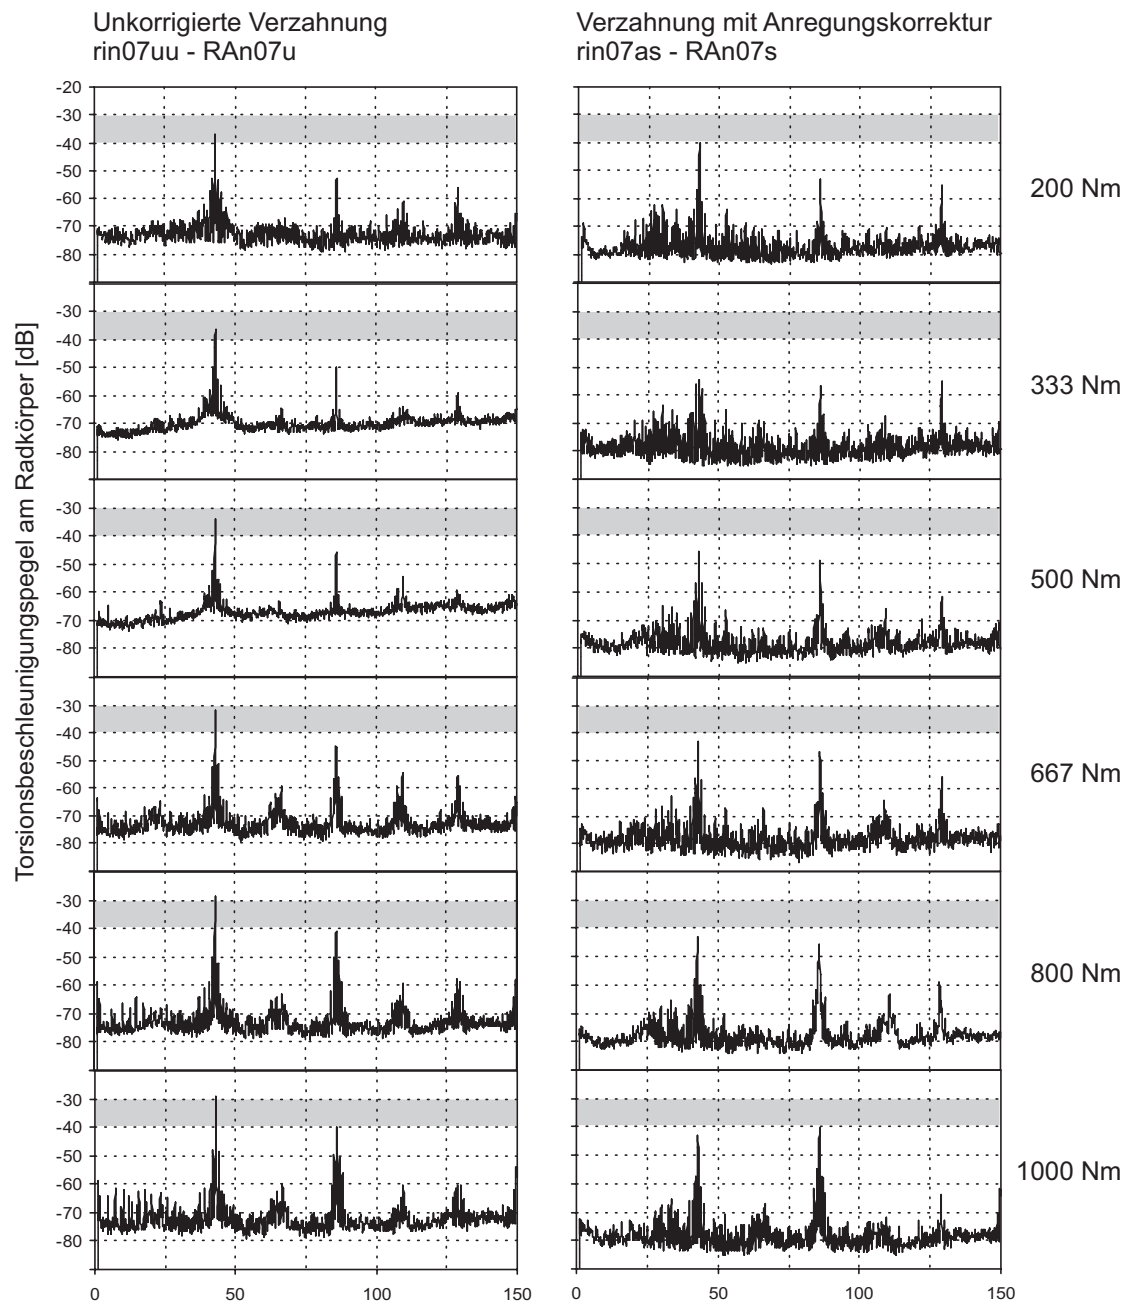 Unkorrigierte Verzahnung
rin07uu - RAn07u
Verzahnung mit Anregungskorrektur
rin07as - RAn07s
Torsionsbeschleunigungspegel am Radkörper [dB]
-20
-30
-40
-50
-60
-70
-80
200 Nm
-30
-40
-50
-60
-70
-80
333 Nm
-30
-40
-50
-60
-70
-80
500 Nm
-30
-40
-50
-60
-70
-80
667 Nm
-30
-40
-50
-60
-70
-80
800 Nm
-30
-40
-50
-60
-70
-80
1000 Nm
0 50 100 150
0 50 100 150